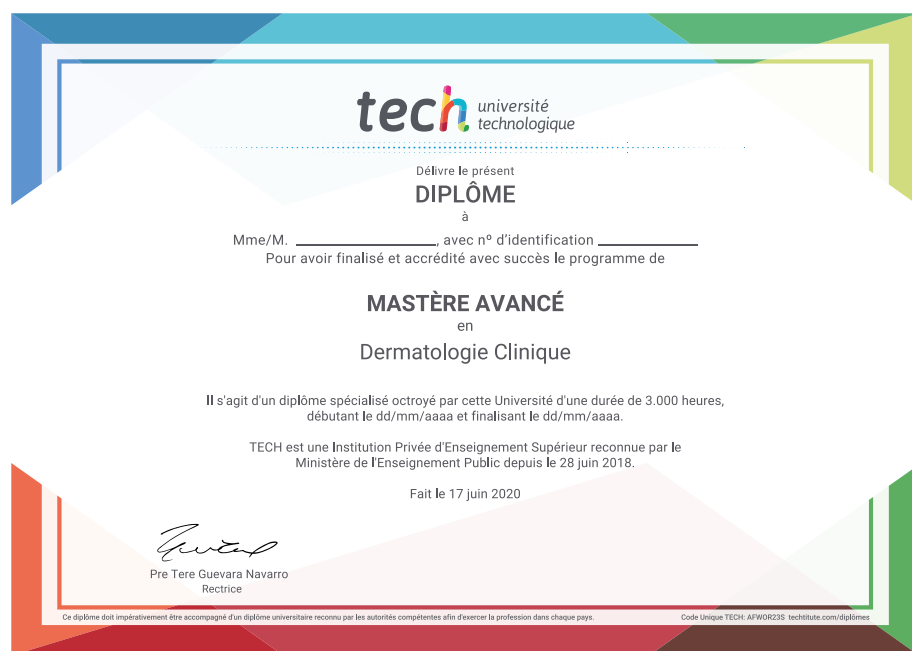 tech université
technologique
Délivre le présent
DIPLÔME
à
Mme/M. ____________, avec nº d'identification ____________
Pour avoir finalisé et accrédité avec succès le programme de
MASTÈRE AVANCÉ
en
Dermatologie Clinique
Il s'agit d'un diplôme spécialisé octroyé par cette Université d'une durée de 3.000 heures,
débutant le dd/mm/aaaa et finalisant le dd/mm/aaaa.
TECH est une Institution Privée d'Enseignement Supérieur reconnue par le
Ministère de l'Enseignement Public depuis le 28 juin 2018.
Fait le 17 juin 2020
Pre Tere Guevara Navarro
Rectrice
Ce diplôme doit impérativement être accompagné d'un diplôme universitaire reconnu par les autorités compétentes afin d'exercer la profession dans chaque pays.
Code Unique TECH: AFWOR23S techtitute.com/diplômes